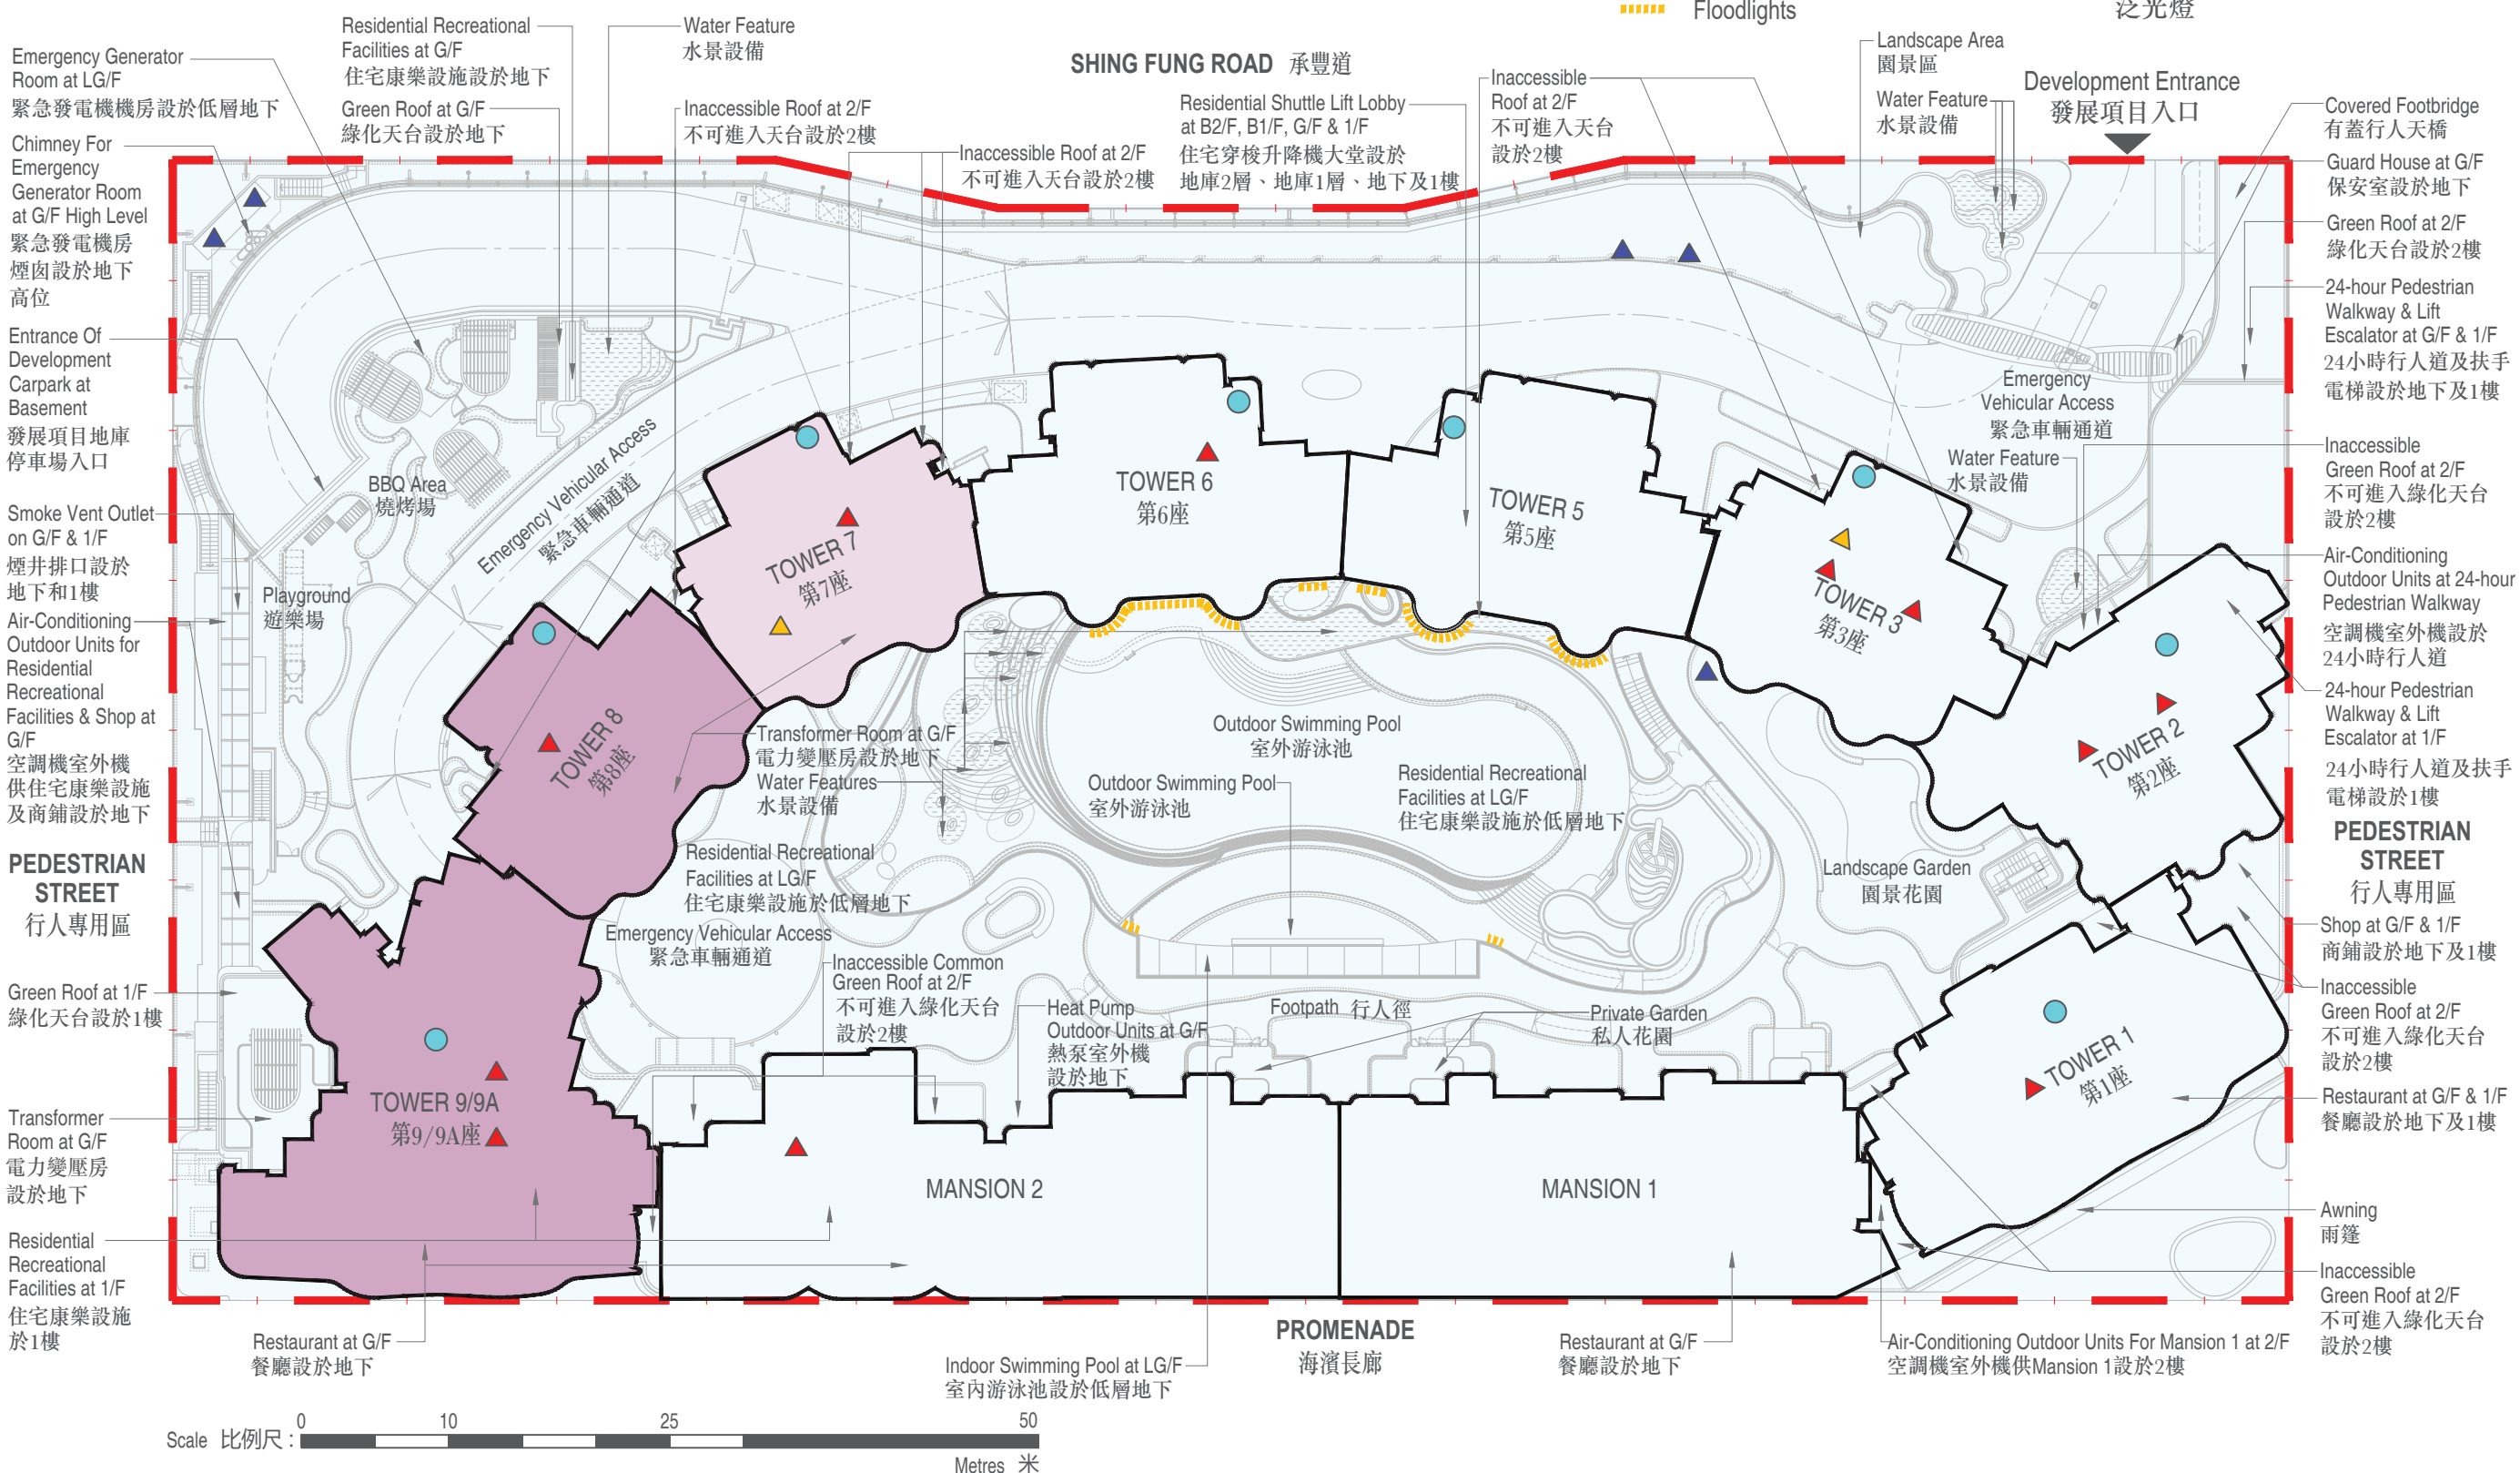 Floodlights
泛光燈
Residential Recreational
Facilities at G/F
住宅康樂設施設於地下
Water Feature
水景設備
Emergency Generator
Room at LG/F
緊急發電機機房設於低層地下
SHING FUNG ROAD 承豐道
Landscape Area
園景區
Development Entrance
發展項目入口
Inaccessible
Roof at 2/F
不可進入天台
設於2樓
Green Roof at G/F
綠化天台設於地下
Inaccessible Roof at 2/F
不可進入天台設於2樓
Residential Shuttle Lift Lobby
at B2/F, B1/F, G/F & 1/F
住宅穿梭升降機大堂設於
地庫2層、地庫1層、地下及1樓
Water Feature
水景設備
Covered Footbridge
有蓋行人天橋
Chimney For
Emergency
Generator Room
at G/F High Level
緊急發電機房
煙囪設於地下
高位
Inaccessible Roof at 2/F
不可進入天台設於2樓
Guard House at G/F
保安室設於地下
Green Roof at 2/F
綠化天台設於2樓
24-hour Pedestrian
Walkway & Lift
Escalator at G/F & 1/F
24小時行人道及扶手
電梯設於地下及1樓
Entrance Of
Development
Carpark at
Basement
發展項目地庫
停車場入口
Emergency
Vehicular Access
緊急車輛通道
Inaccessible
Green Roof at 2/F
不可進入綠化天台
設於2樓
Water Feature
水景設備
BBQ Area
燒烤場
Emergency Vehicular Access
緊急車輛通道
TOWER 6
第6座
TOWER 5
第5座
Smoke Vent Outlet
on G/F & 1/F
煙井排口設於
地下和1樓
TOWER 7
第7座
TOWER 3
第3座
Air-Conditioning
Outdoor Units at 24-hour
Pedestrian Walkway
空調機室外機設於
24小時行人道
Playground
遊樂場
Air-Conditioning
Outdoor Units for
Residential
Recreational
Facilities & Shop at
G/F
空調機室外機
供住宅康樂設施
及商鋪設於地下
24-hour Pedestrian
Walkway & Lift
Escalator at 1/F
24小時行人道及扶手
電梯設於1樓
TOWER 8
第8座
Transformer Room at G/F
電力變壓房設於地下
Water Features
水景設備
Outdoor Swimming Pool
室外游泳池
Outdoor Swimming Pool
室外游泳池
Residential Recreational
Facilities at LG/F
住宅康樂設施於低層地下
TOWER 2
第2座
PEDESTRIAN
STREET
行人專用區
PEDESTRIAN
STREET
行人專用區
Residential Recreational
Facilities at LG/F
住宅康樂設施於低層地下
Landscape Garden
園景花園
Emergency Vehicular Access
緊急車輛通道
Shop at G/F & 1/F
商鋪設於地下及1樓
Inaccessible Common
Green Roof at 2/F
不可進入綠化天台
設於2樓
Green Roof at 1/F
綠化天台設於1樓
Heat Pump
Outdoor Units at G/F
熱泵室外機
設於地下
Footpath 行人徑
Private Garden
私人花園
Inaccessible
Green Roof at 2/F
不可進入綠化天台
設於2樓
TOWER 1
第1座
TOWER 9/9A
第9/9A座
Restaurant at G/F & 1/F
餐廳設於地下及1樓
Transformer
Room at G/F
電力變壓房
設於地下
MANSION 2
MANSION 1
Awning
雨篷
Residential
Recreational
Facilities at 1/F
住宅康樂設施
於1樓
Inaccessible
Green Roof at 2/F
不可進入綠化天台
設於2樓
Restaurant at G/F
餐廳設於地下
PROMENADE
海濱長廊
Indoor Swimming Pool at LG/F
室內游泳池設於低層地下
Restaurant at G/F
餐廳設於地下
Air-Conditioning Outdoor Units For Mansion 1 at 2/F
空調機室外機供Mansion 1設於2樓
0 10 25 50
Scale 比例尺 :
Metres 米